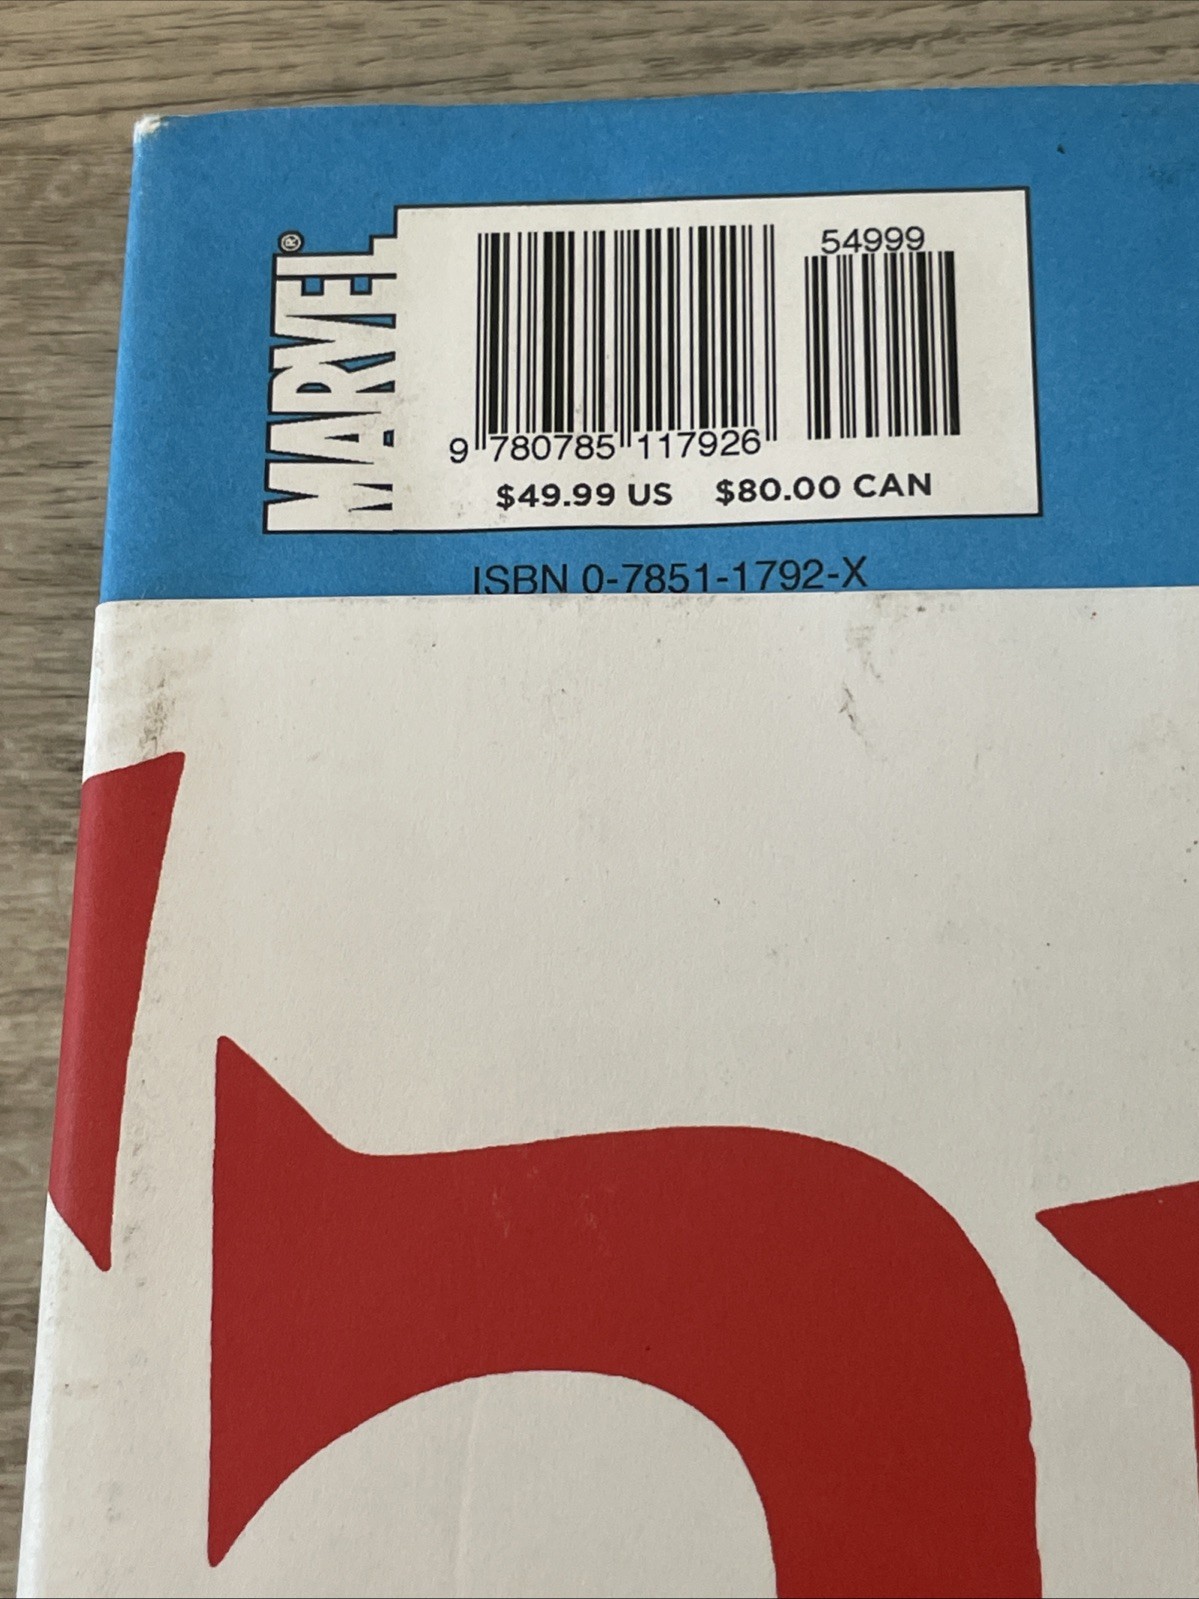 MARVEL®
54999
9 780785 117926
$49.99 US $80.00 CAN
ISBN 0-7851-1792-X